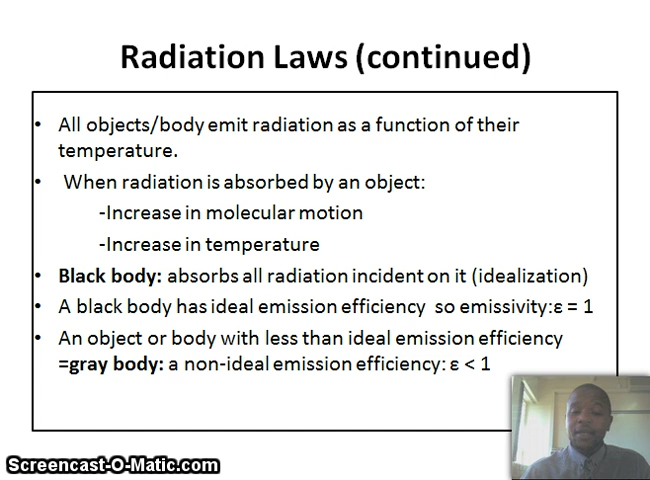 Radiation Laws (continued)
• All objects/body emit radiation as a function of their
temperature.
• When radiation is absorbed by an object:
-Increase in molecular motion
-Increase in temperature
• Black body: absorbs all radiation incident on it (idealization)
• A black body has ideal emission efficiency so emissivity:ε = 1
• An object or body with less than ideal emission efficiency
=gray body: a non-ideal emission efficiency: ε < 1
Screencast-O-Matic.com